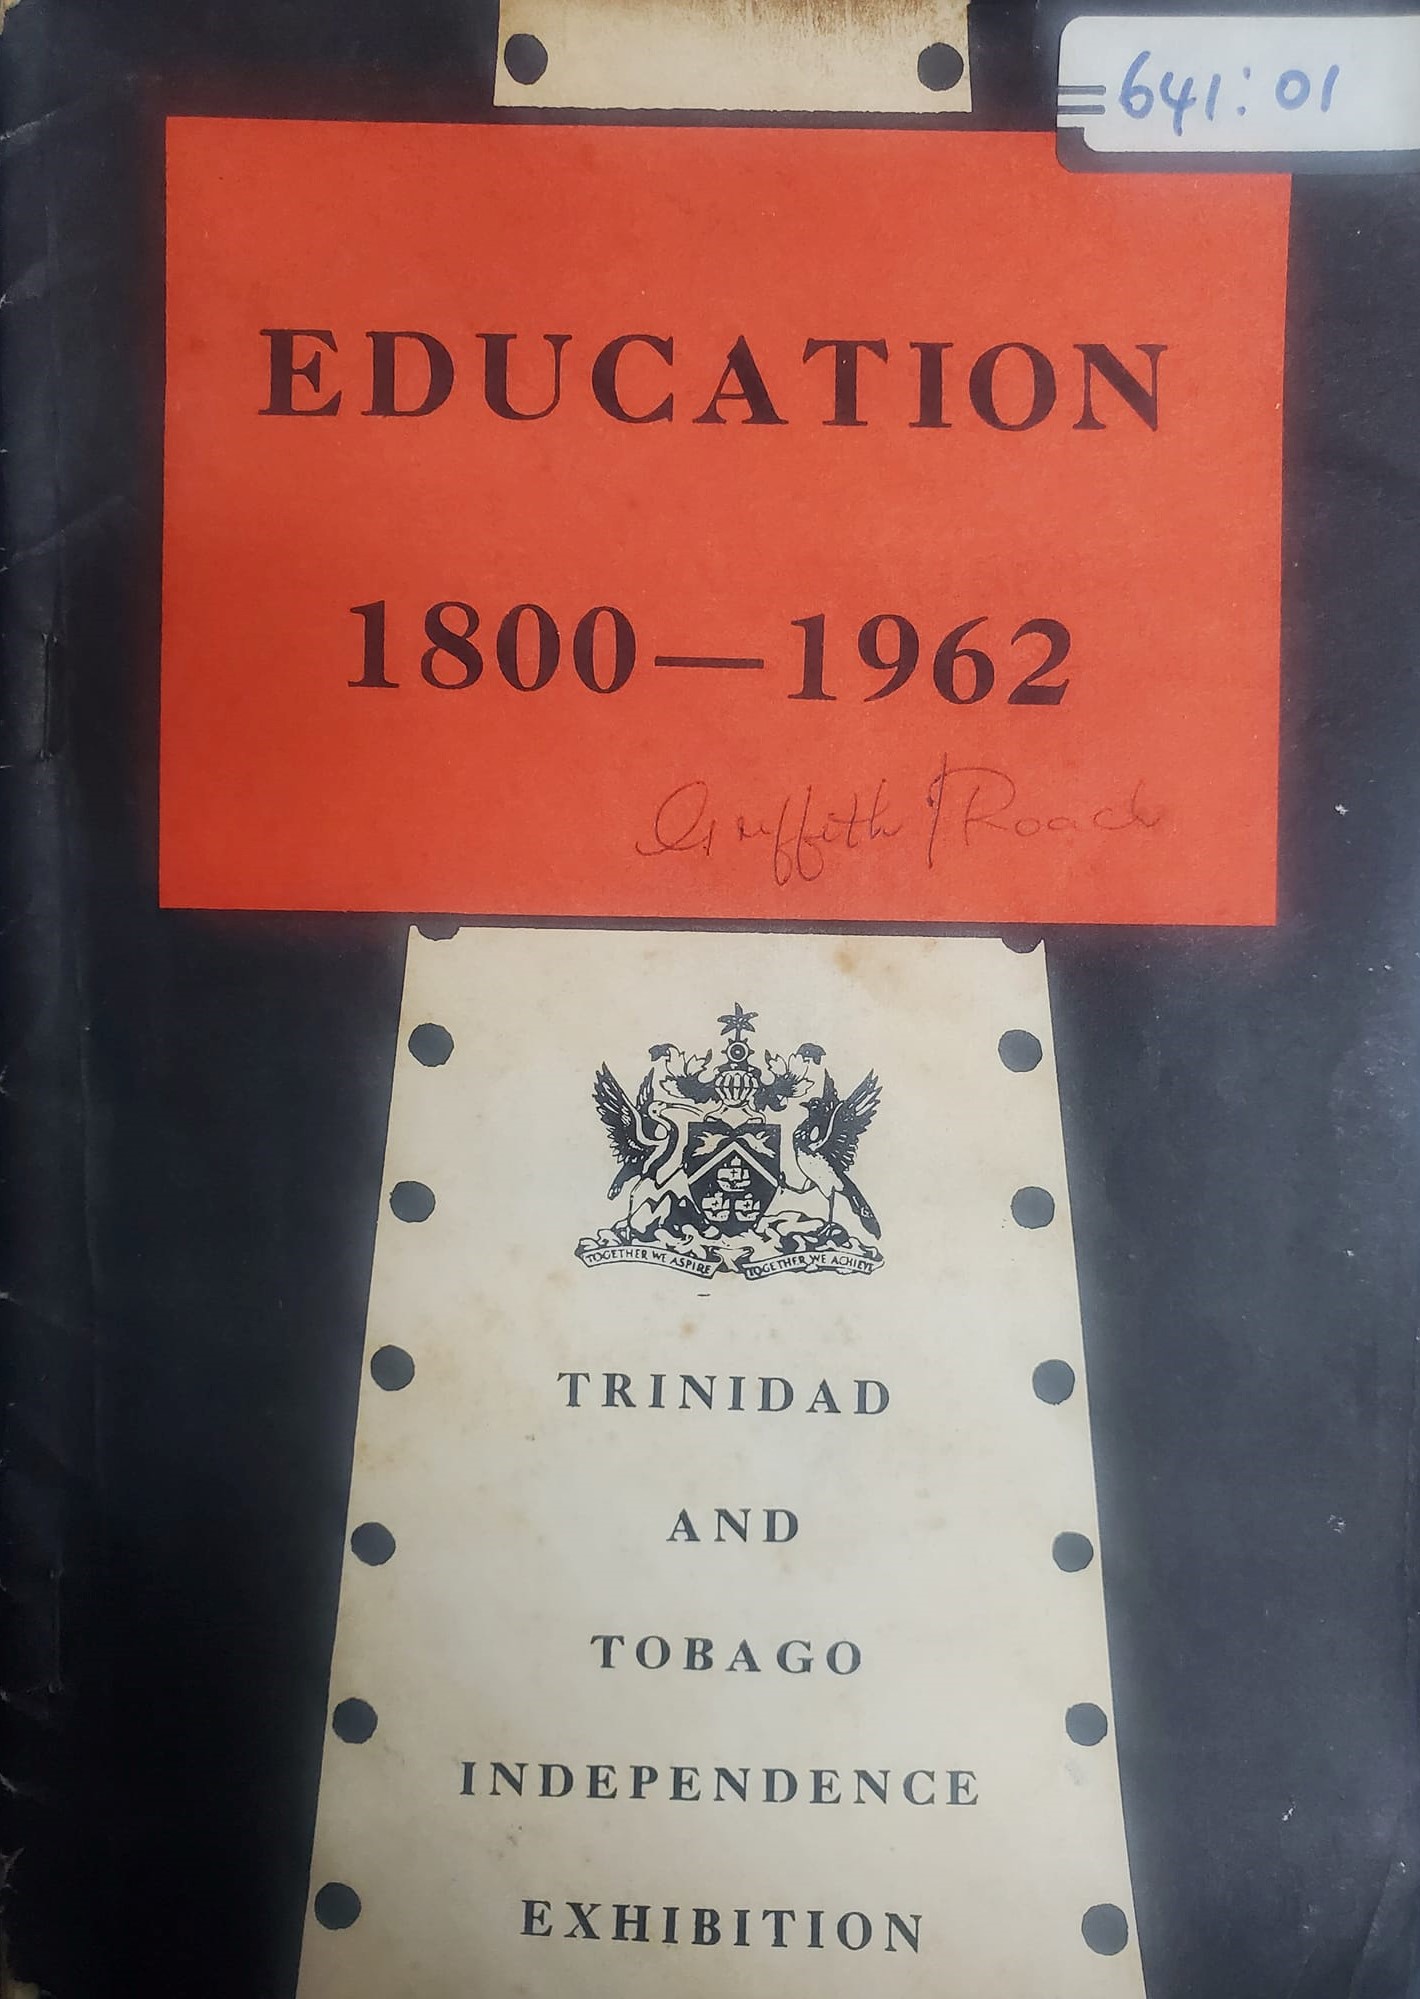 641:01
EDUCATION
1800—1962
Griffith Roach
TOGETHER WE ASPIRE TOGETHER WE ACHIEVE
TRINIDAD
AND
TOBAGO
INDEPENDENCE
EXHIBITION